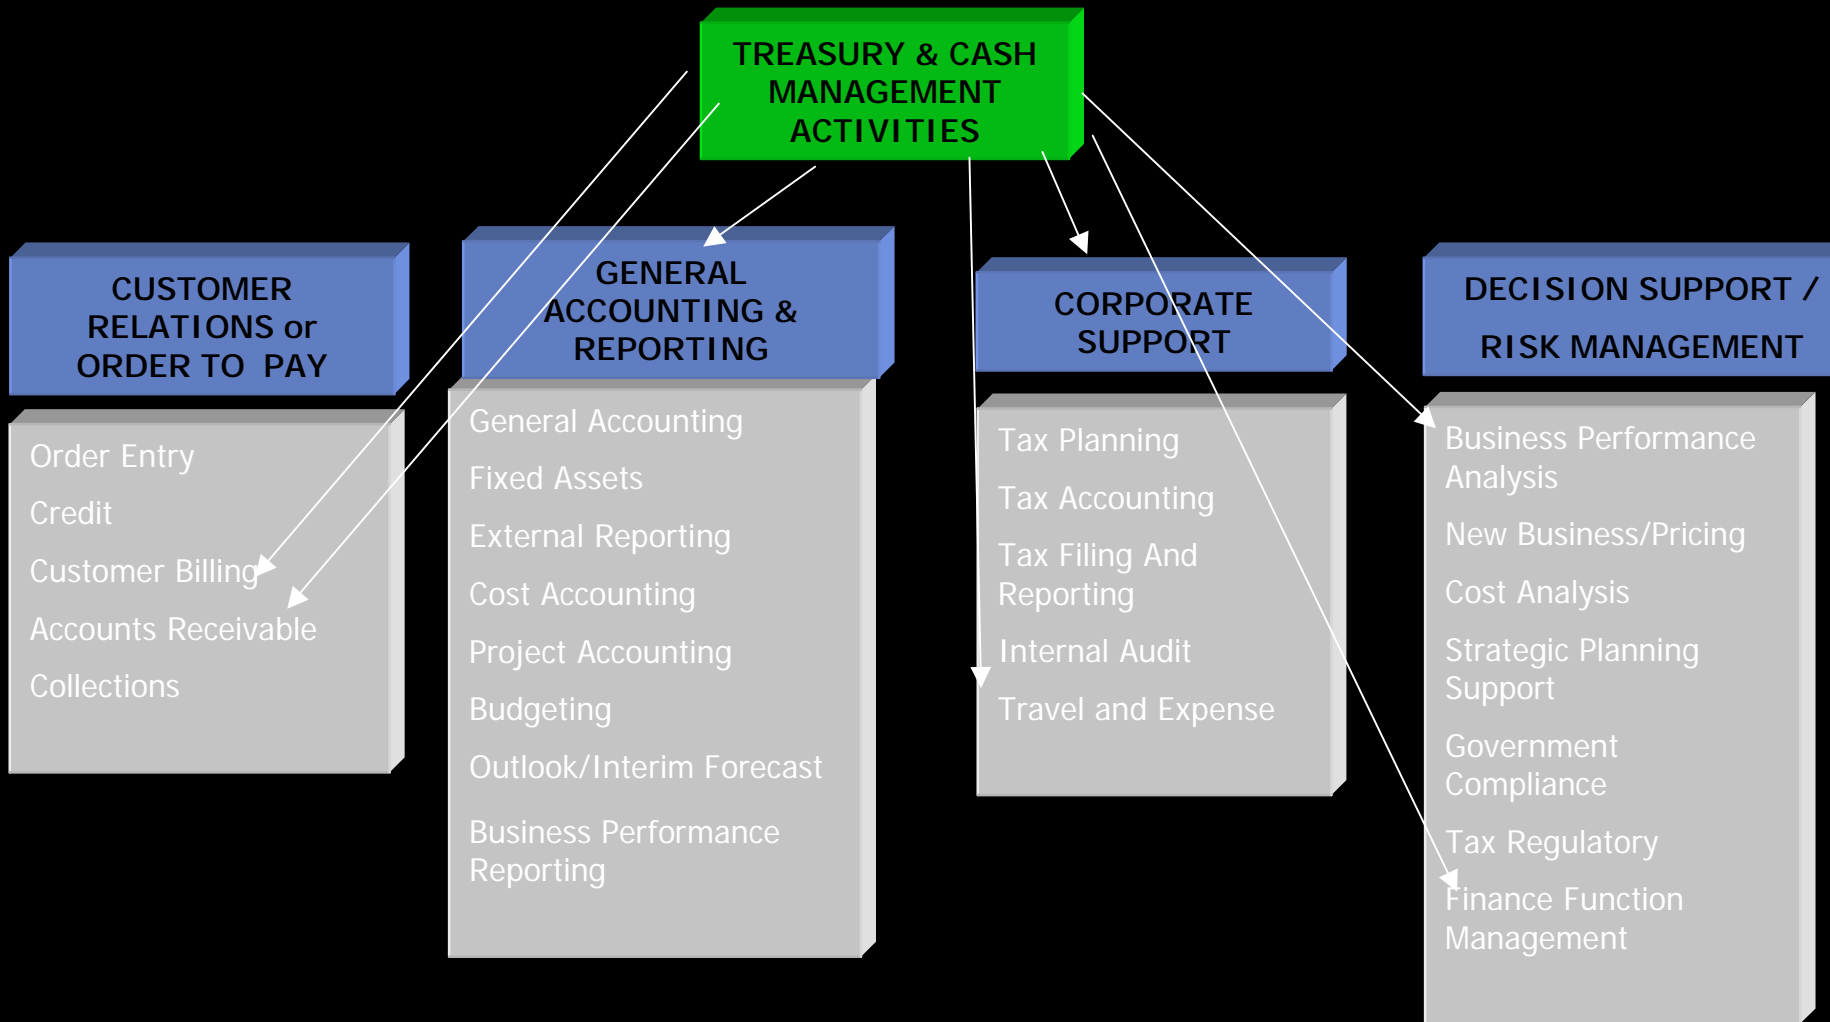 TREASURY & CASH
MANAGEMENT
ACTIVITIES
CUSTOMER
RELATIONS or
ORDER TO PAY
Order Entry
Credit
Customer Billing
Accounts Receivable
Collections
GENERAL
ACCOUNTING &
REPORTING
General Accounting
Fixed Assets
External Reporting
Cost Accounting
Project Accounting
Budgeting
Outlook/Interim Forecast
Business Performance
Reporting
CORPORATE
SUPPORT
Tax Planning
Tax Accounting
Tax Filing And
Reporting
Internal Audit
Travel and Expense
DECISION SUPPORT /
RISK MANAGEMENT
Business Performance
Analysis
New Business/Pricing
Cost Analysis
Strategic Planning
Support
Government
Compliance
Tax Regulatory
Finance Function
Management